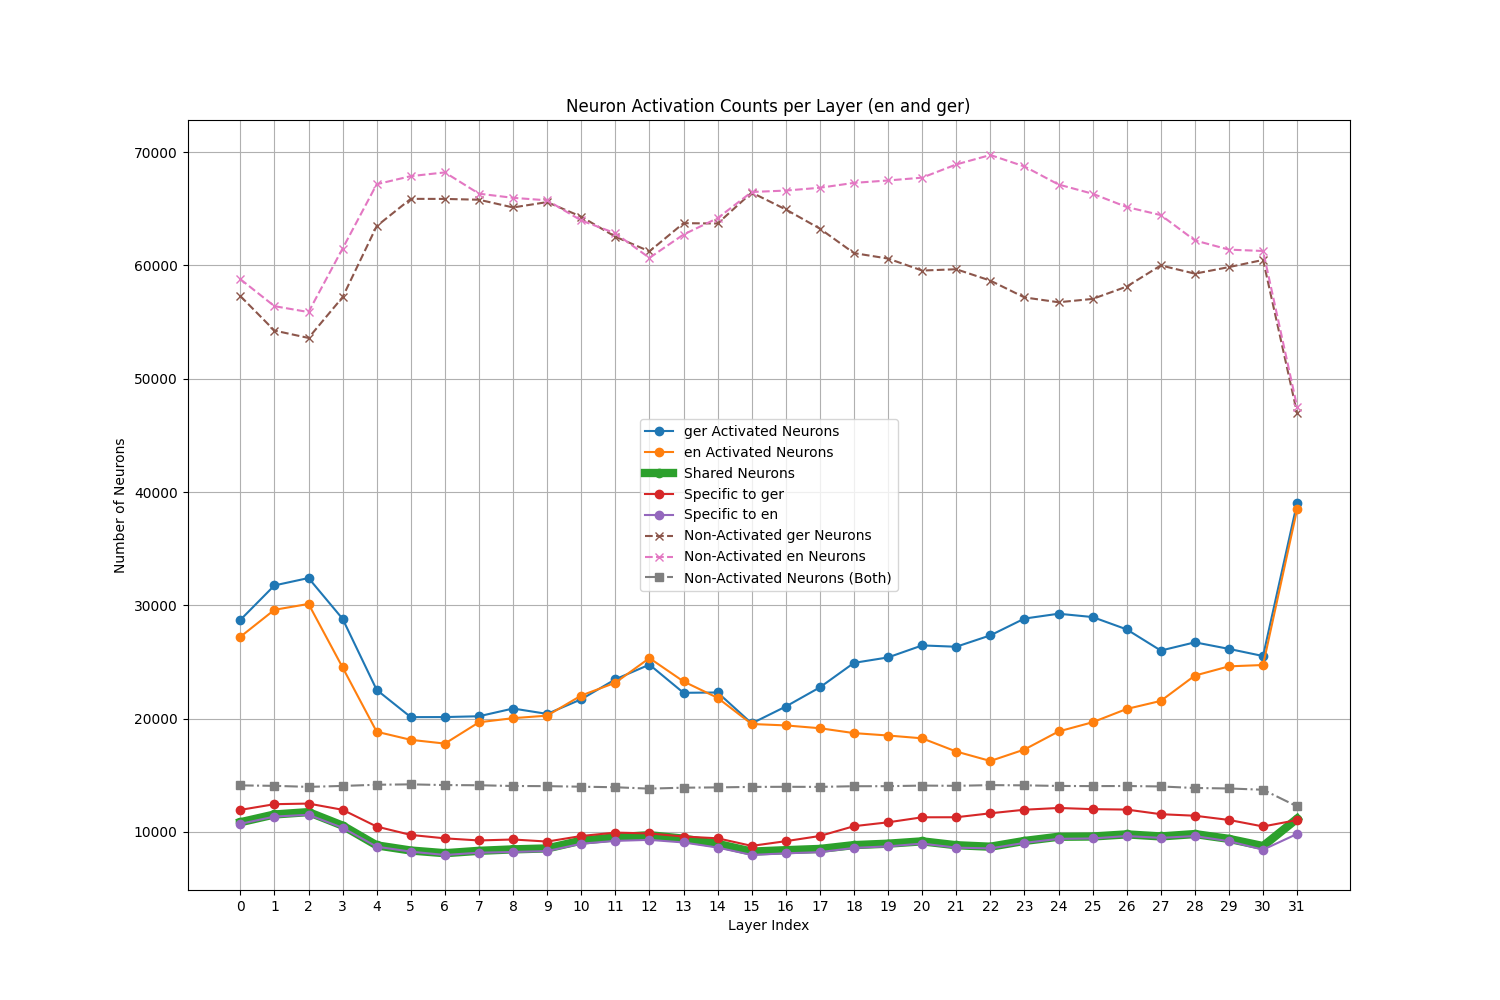 Neuron Activation Counts per Layer (en and ger)
70000
60000
50000
40000
30000
20000
10000
Number of Neurons
ger Activated Neurons
en Activated Neurons
Shared Neurons
Specific to ger
Specific to en
Non-Activated ger Neurons
Non-Activated en Neurons
Non-Activated Neurons (Both)
0 1 2 3 4 5 6 7 8 9 10 11 12 13 14 15 16 17 18 19 20 21 22 23 24 25 26 27 28 29 30 31
Layer Index